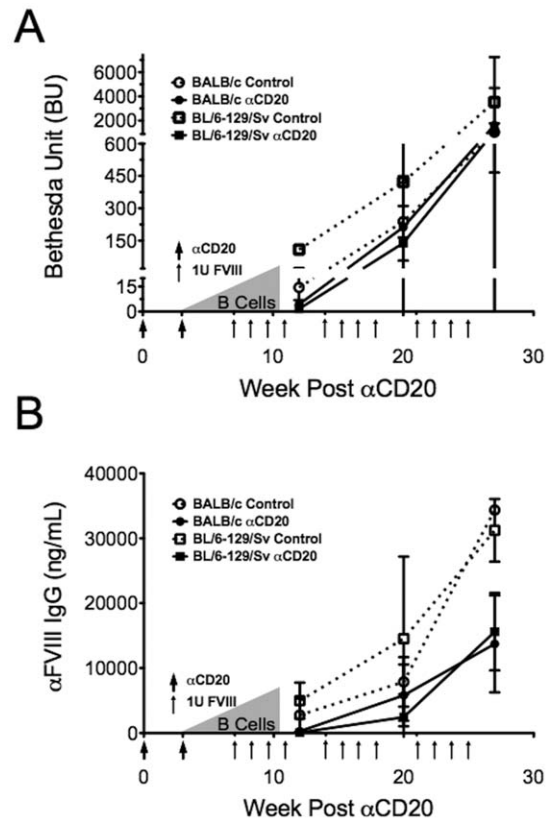 A
Bethesda Unit (BU)
6000
4000
2000
600
450
300
150
15
0
BALB/c Control
BALB/c αCD20
BL/6-129/Sv Control
BL/6-129/Sv αCD20
αCD20
1U FVIII
B Cells
0 10 20 30
Week Post αCD20
B
αFVIII IgG (ng/mL)
40000
30000
20000
10000
0
BALB/c Control
BALB/c αCD20
BL/6-129/Sv Control
BL/6-129/Sv αCD20
αCD20
1U FVIII
B Cells
0 10 20 30
Week Post αCD20